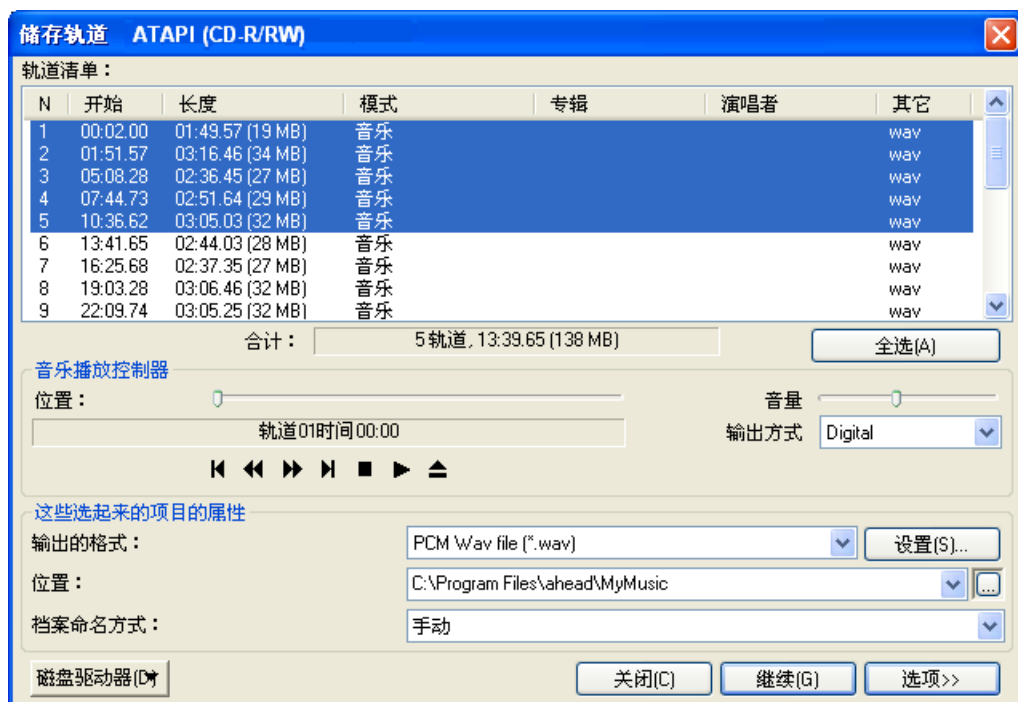 储存轨道 ATAPI (CD-R/RW)
轨道清单：
N 开始 长度 模式 专辑 演唱者 其它
1 00:02.00 01:49.57 (19 MB) 音乐 wav
2 01:51.57 03:16.46 (34 MB) 音乐 wav
3 05:08.28 02:36.45 (27 MB) 音乐 wav
4 07:44.73 02:51.64 (29 MB) 音乐 wav
5 10:36.62 03:05.03 (32 MB) 音乐 wav
6 13:41.65 02:44.03 (28 MB) 音乐 wav
7 16:25.68 02:37.35 (27 MB) 音乐 wav
8 19:03.28 03:06.46 (32 MB) 音乐 wav
9 22:09.74 03:05.25 (32 MB) 音乐 wav
合计： 5 轨道, 13:39.65 (138 MB) 全选(A)
音乐播放控制器
位置： 音量
轨道01时间00:00 输出方式 Digital
这些选起来的项目的属性
输出的格式： PCM Wav file (*.wav) 设置(S)...
位置： C:\Program Files\ahead\MyMusic ...
档案命名方式： 手动
磁盘驱动器(D) 关闭(C) 继续(G) 选项>>